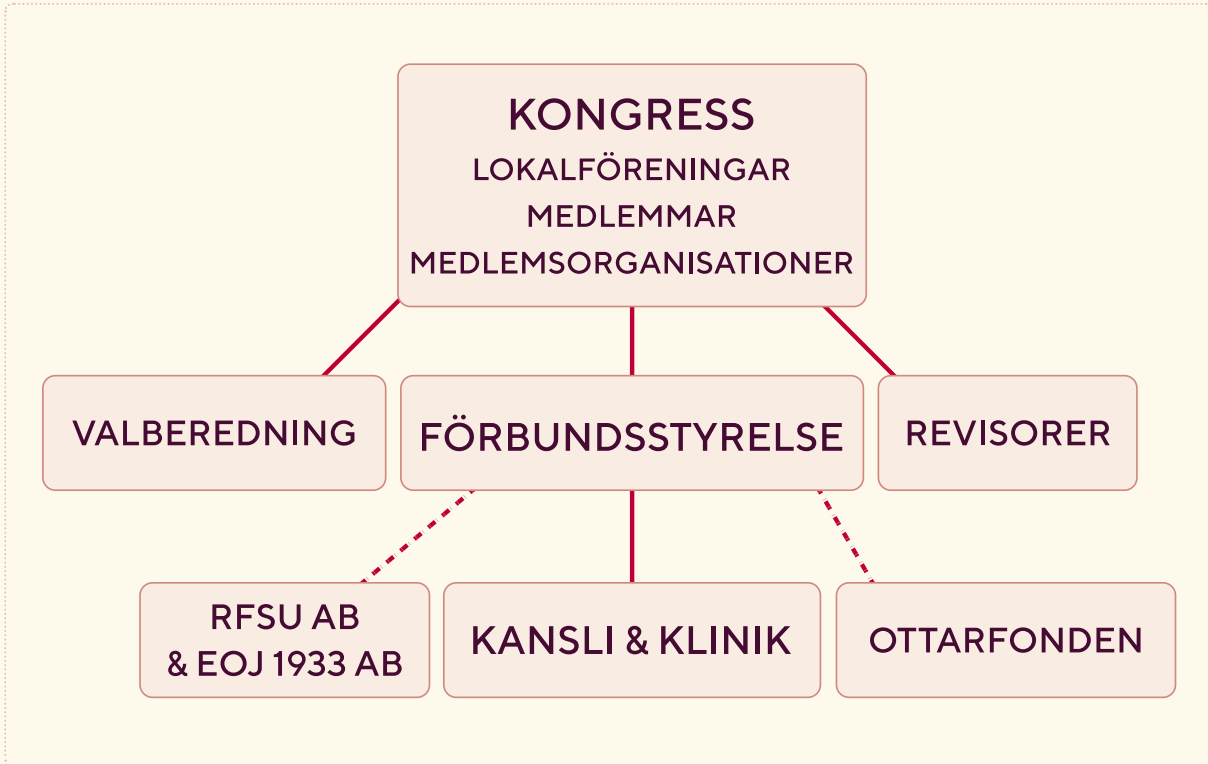 KONGRESS
LOKALFÖRENINGAR
MEDLEMMAR
MEDLEMSORGANISATIONER
VALBEREDNING
FÖRBUNDSSTYRELSE
REVISORER
RFSU AB
& EOJ 1933 AB
KANSLI & KLINIK
OTTARFONDEN